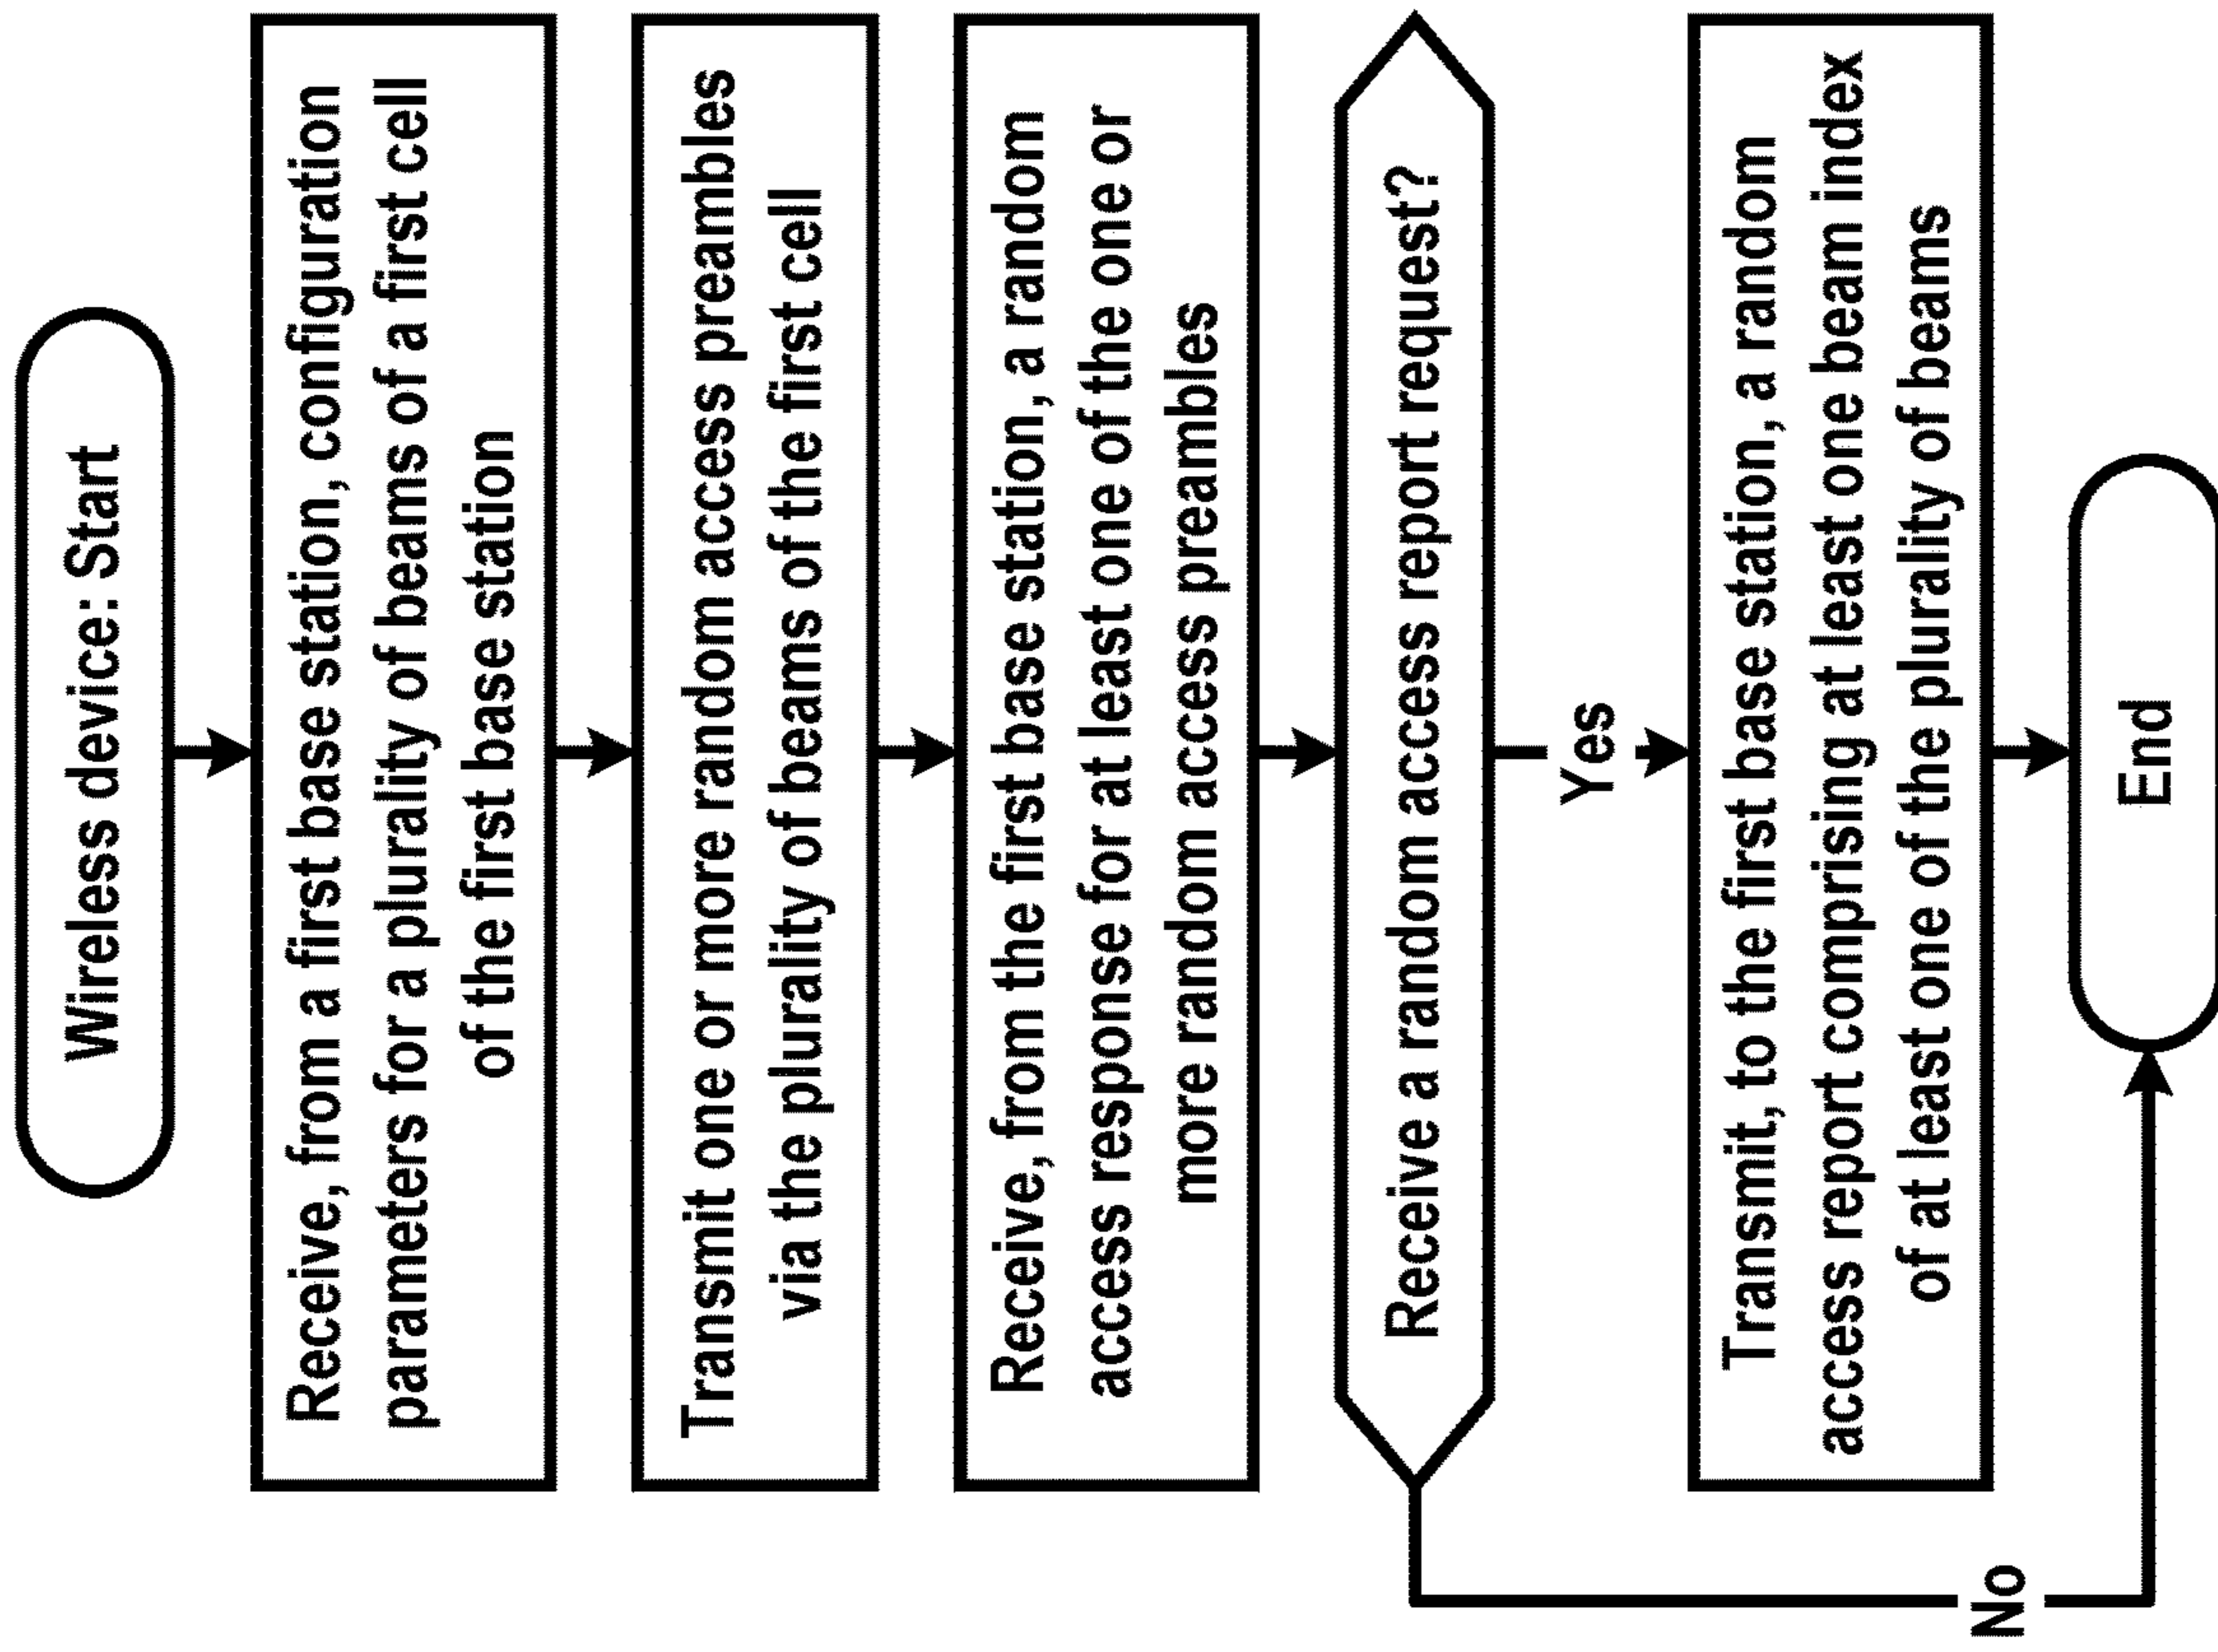 Wireless device: Start
Receive, from a first base station, configuration
parameters for a plurality of beams of a first cell
of the first base station
Transmit one or more random access preambles
via the plurality of beams of the first cell
Receive, from the first base station, a random
access response for at least one of the one or
more random access preambles
Receive a random access report request?
Yes
Transmit, to the first base station, a random
access report comprising at least one beam index
of at least one of the plurality of beams
No
End